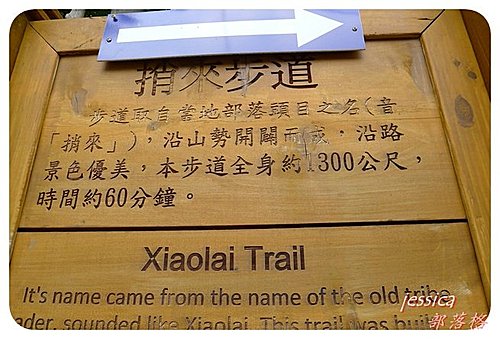 捎來步道
步道取自當地部落頭目之名(音
「捎來」)，沿山勢開闢而成，沿路
景色優美，本步道全身約1300公尺，
時間約60分鐘。
Xiaolai Trail
It's name came from the name of the old tribe
ader, sounded like Xiaolai. This trail was built
jessica
部落格